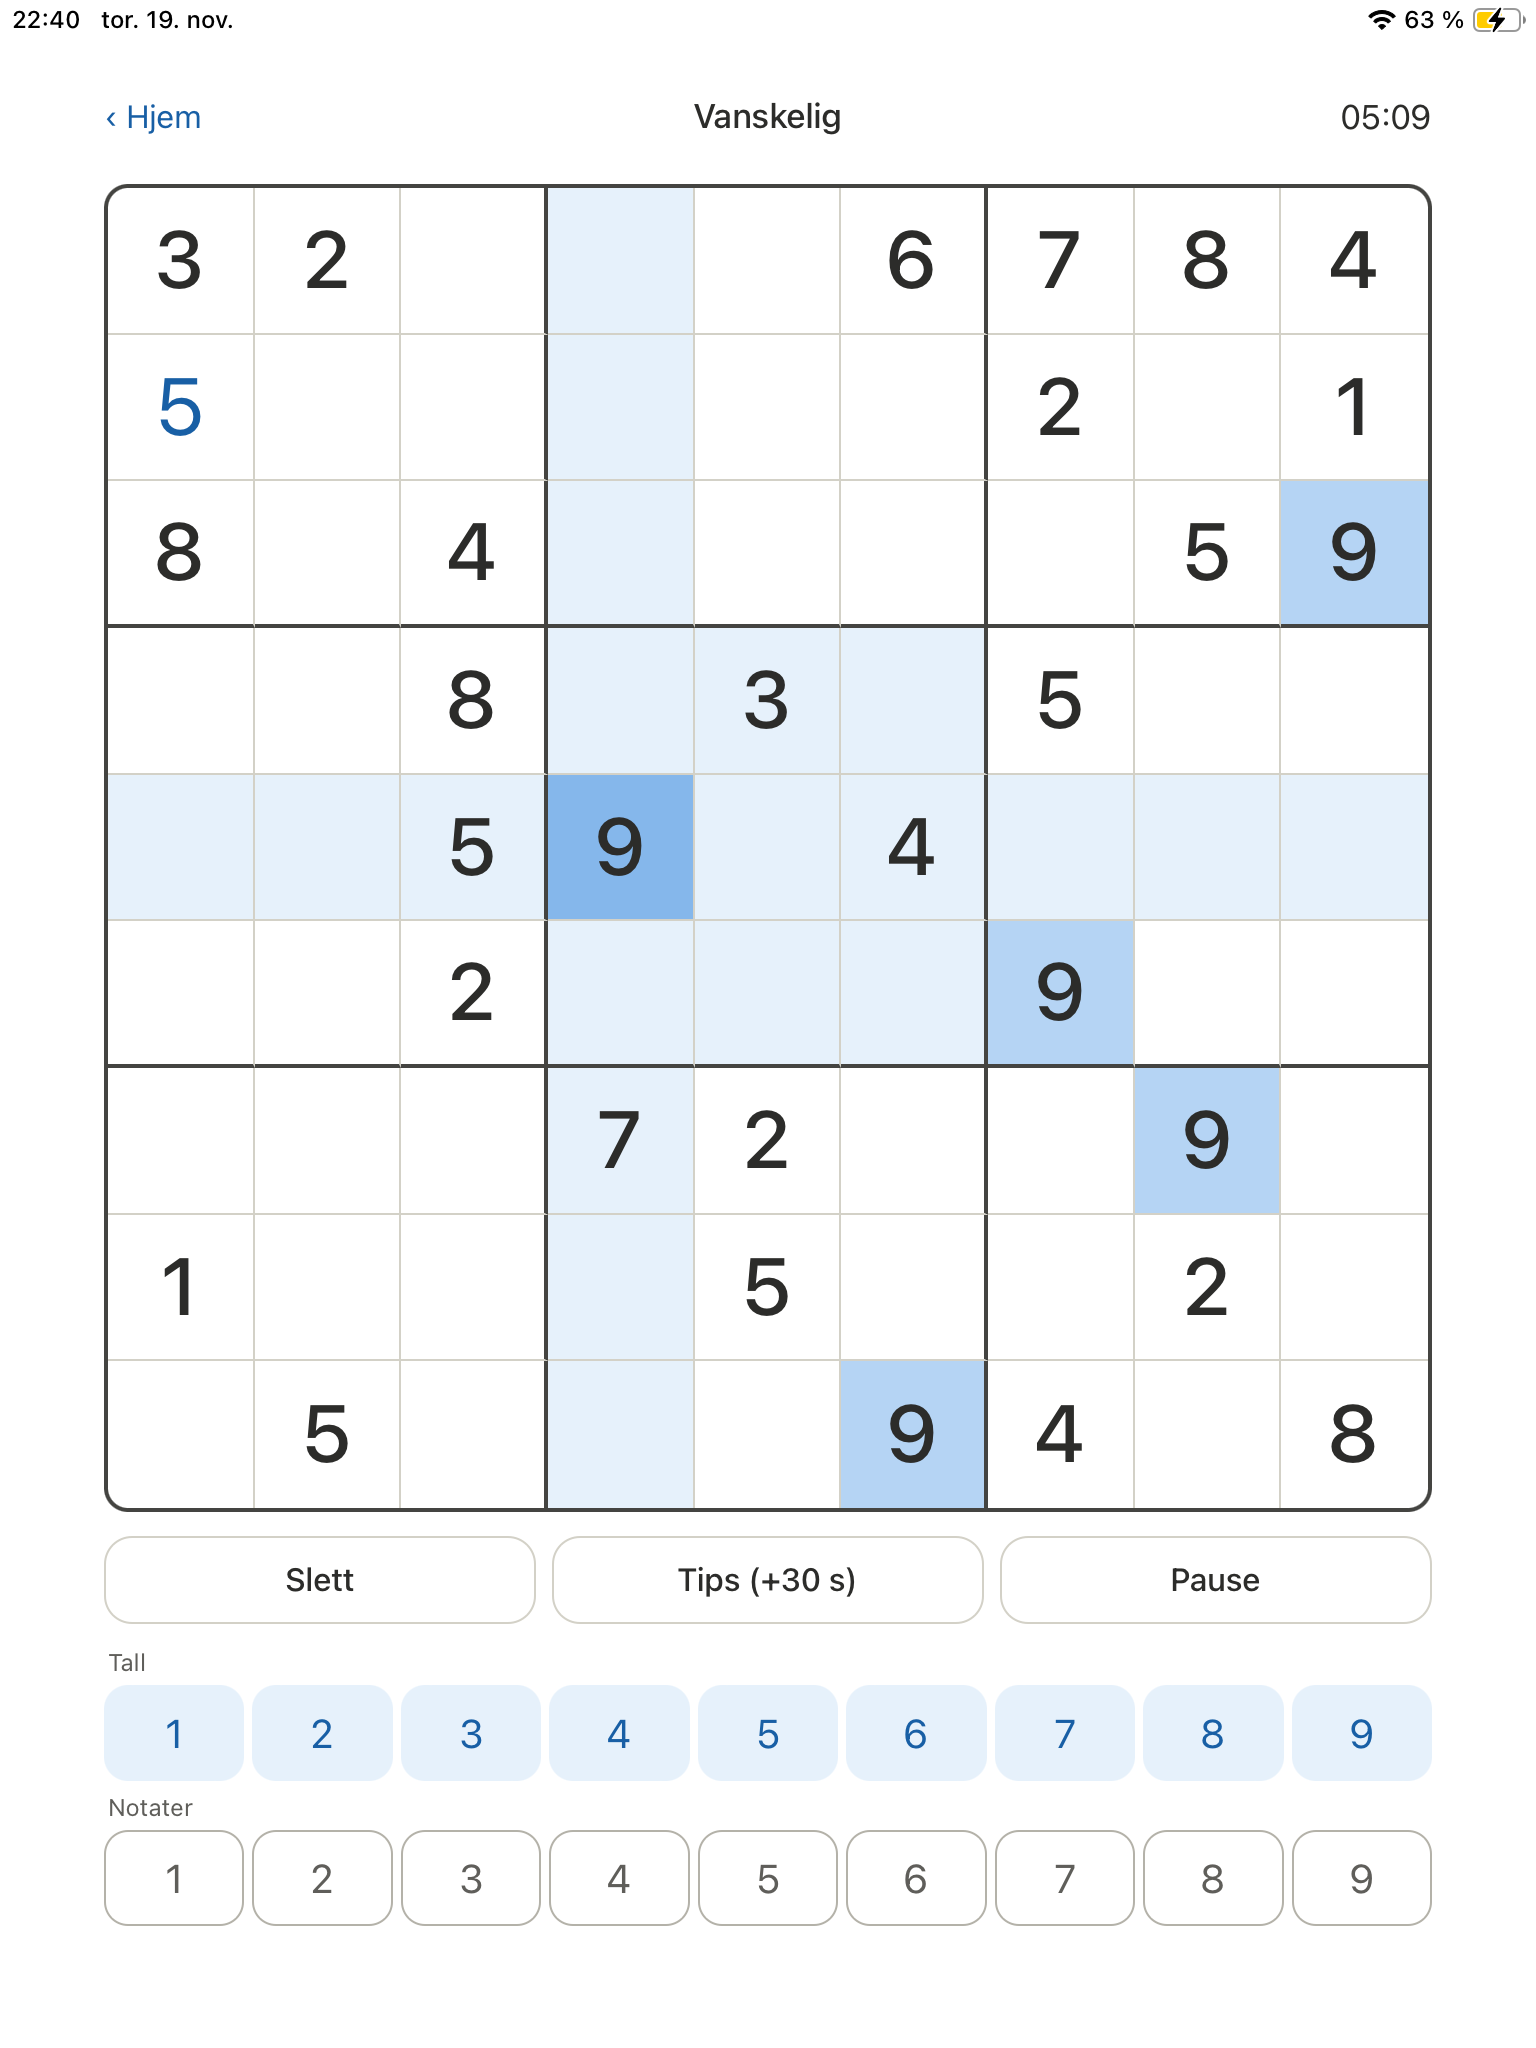 22:40 tor. 19. nov. 63 %
‹ Hjem Vanskelig 05:09
3 2 6 7 8 4
5 2 1
8 4 5 9
8 3 5
5 9 4
2 9
7 2 9
1 5 2
5 9 4 8
Slett Tips (+30 s) Pause
Tall
1 2 3 4 5 6 7 8 9
Notater
1 2 3 4 5 6 7 8 9